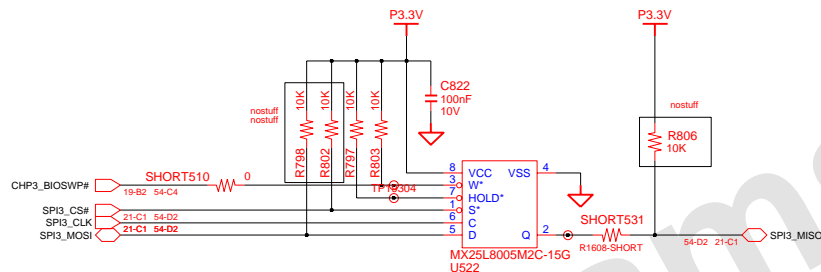 P3.3V
P3.3V
nostuff
nostuff
10K
10K
10K
10K
C822
100nF
10V
nostuff
R798
R802
R797
R803
R806
10K
SHORT510
0
CHP3_BIOSWP#
19-B2 54-C4
8 VCC VSS 4
3 W*
7 HOLD*
SPI3_CS#
21-C1 54-D2
1 S*
SPI3_CLK
21-C1 54-D2
6 C
SPI3_MOSI
5 D Q 2
SHORT531
R1608-SHORT
54-D2 21-C1
SPI3_MISO
MX25L8005M2C-15G
U522